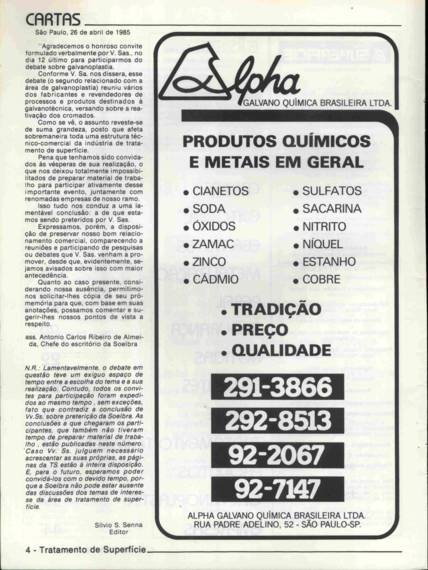 CARTAS
São Paulo, 26 de abril de 1985
"Agradecemos o honroso convite
formulado verbalmente por V. Sas. no
dia 12 último para participarmos do
debate sobre galvanoplastia.
Conforme V. Sa. nos dissera, esse
debate (o segundo relacionado com a
área de galvanoplastia) reuniu vários
dos fabricantes e revendedores de
processos e produtos destinados à
galvanotécnica, versando sobre a rea-
tivação dos cromados.
Como se vê, o assunto reveste-se
de suma grandeza, posto que afeta
sobremaneira toda uma estrutura téc-
nico-comercial da indústria de trata-
mento de superfície.
Pena que tenhamos sido convida-
dos às vésperas de sua realização, o
que nos deixou totalmente impossibi-
litados de preparar material de traba-
lho para participar ativamente desse
importante evento, juntamente com
renomadas empresas de nosso ramo.
Isso tudo nos conduz a uma la-
mentável conclusão: a de que esta-
mos sendo preteridos por V. Sas.
Expressamos, porém, a disposi-
ção de preservar nosso bom relacio-
namento comercial, comparecendo a
reuniões e participando de pesquisas
ou debates que V. Sas. venham a pro-
mover, desde que, evidentemente, se-
jamos avisados sobre isso com maior
antecedência.
Quanto ao caso presente, consi-
derando nossa ausência, permitimo-
nos solicitar-lhes cópia de seu pró-
memória para que, com base em suas
anotações, possamos comentar e su-
gerir-lhes nossos pontos de vista a
respeito.
ass. Antonio Carlos Ribeiro de Almei-
da, Chefe do escritório da Soelbra
N.R.: Lamentavelmente, o debate em
questão teve um exíguo espaço de
tempo entre a escolha do tema e a sua
realização. Contudo, todos os convi-
tes para participação foram expedi-
dos ao mesmo tempo, sem exceções,
fato que contradiz a conclusão de
Vv.Ss. sobre preterição da Soelbra. As
conclusões a que chegaram os parti-
cipantes, que também não tiveram
tempo de preparar material de traba-
lho, estão publicadas neste número.
Caso Vv. Ss. julguem necessário
acrescentar as suas próprias, as pági-
nas da TS estão à inteira disposição.
E, para o futuro, esperamos poder
convidá-los com o devido tempo, por-
que a Soelbra não pode estar ausente
das discussões dos temas de interes-
se da área de tratamento de super-
fície.
Silvio S. Senna
Editor
4 - Tratamento de Superfície
Alpha
GALVANO QUÍMICA BRASILEIRA LTDA.
PRODUTOS QUÍMICOS
E METAIS EM GERAL
• CIANETOS
• SODA
• ÓXIDOS
• ZAMAC
• ZINCO
• CÁDMIO
• SULFATOS
• SACARINA
• NITRITO
• NÍQUEL
• ESTANHO
• COBRE
• TRADIÇÃO
• PREÇO
• QUALIDADE
291-3866
292-8513
92-2067
92-7147
ALPHA GALVANO QUÍMICA BRASILEIRA LTDA.
RUA PADRE ADELINO, 52 - SÃO PAULO-SP.